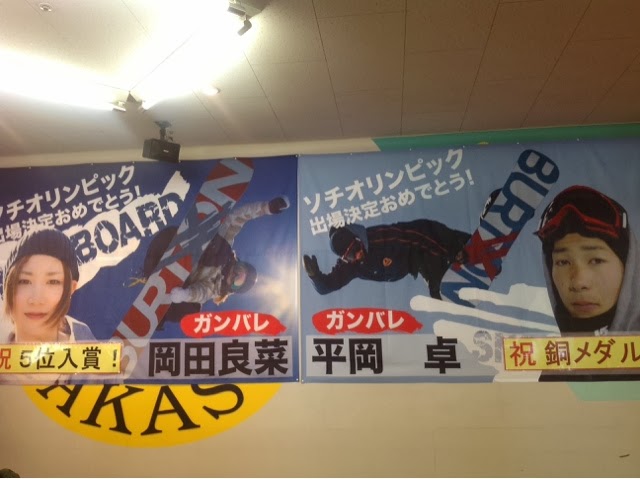 ソチオリンピック
出場決定おめでとう!
BOARD
BURTON
ガンバレ
岡田良菜
祝 5位入賞!
ソチオリンピック
出場決定おめでとう!
BURTON
ガンバレ
平岡 卓
祝 銅メダル
AKAS